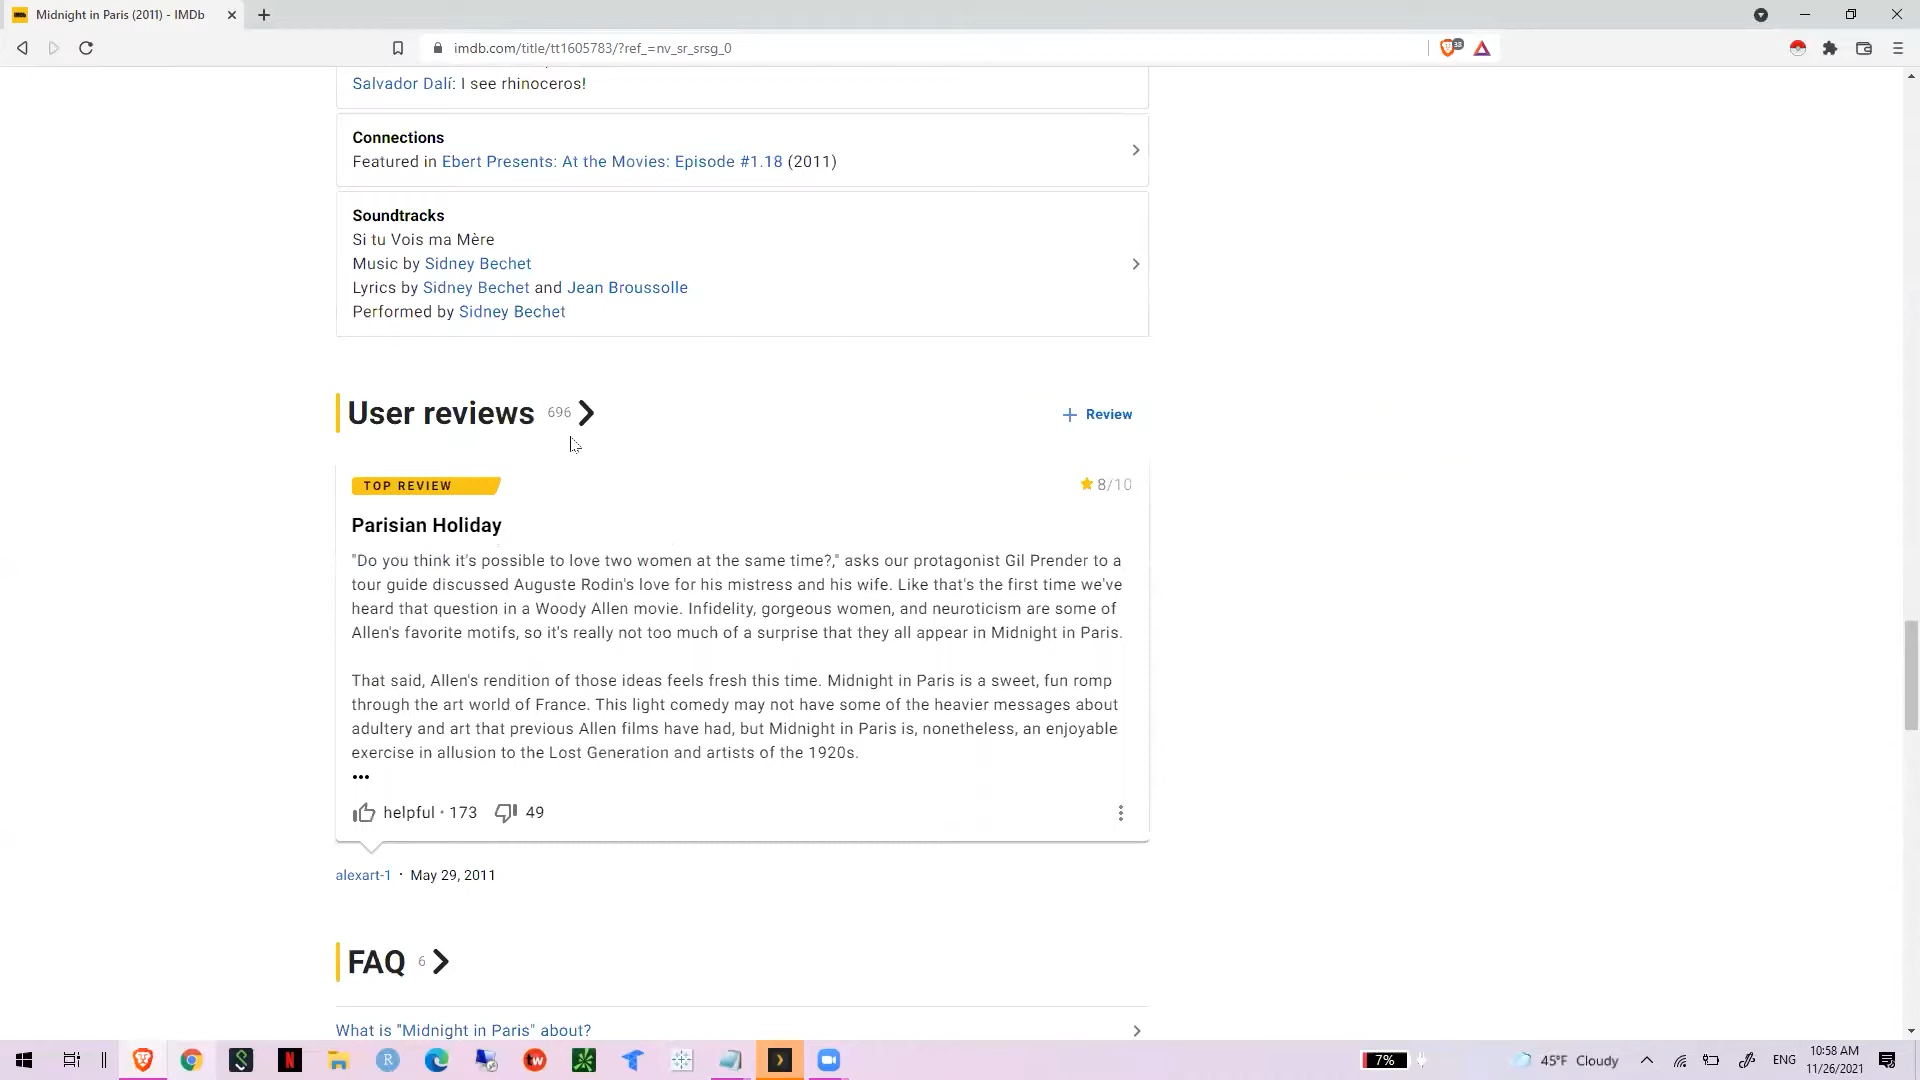 Midnight in Paris (2011) - IMDb
imdb.com/title/tt1605783/?ref_=nv_sr_srsg_0
33
Salvador Dalí: I see rhinoceros!
Connections
Featured in Ebert Presents: At the Movies: Episode #1.18 (2011)
Soundtracks
Si tu Vois ma Mère
Music by Sidney Bechet
Lyrics by Sidney Bechet and Jean Broussolle
Performed by Sidney Bechet
User reviews 696
Review
TOP REVIEW
8/10
Parisian Holiday
"Do you think it's possible to love two women at the same time?," asks our protagonist Gil Prender to a
tour guide discussed Auguste Rodin's love for his mistress and his wife. Like that's the first time we've
heard that question in a Woody Allen movie. Infidelity, gorgeous women, and neuroticism are some of
Allen's favorite motifs, so it's really not too much of a surprise that they all appear in Midnight in Paris.
That said, Allen's rendition of those ideas feels fresh this time. Midnight in Paris is a sweet, fun romp
through the art world of France. This light comedy may not have some of the heavier messages about
adultery and art that previous Allen films have had, but Midnight in Paris is, nonetheless, an enjoyable
exercise in allusion to the Lost Generation and artists of the 1920s.
•••
helpful • 173 49
alexart-1 · May 29, 2011
FAQ 6
What is "Midnight in Paris" about?
7%
45°F Cloudy
ENG
10:58 AM
11/26/2021